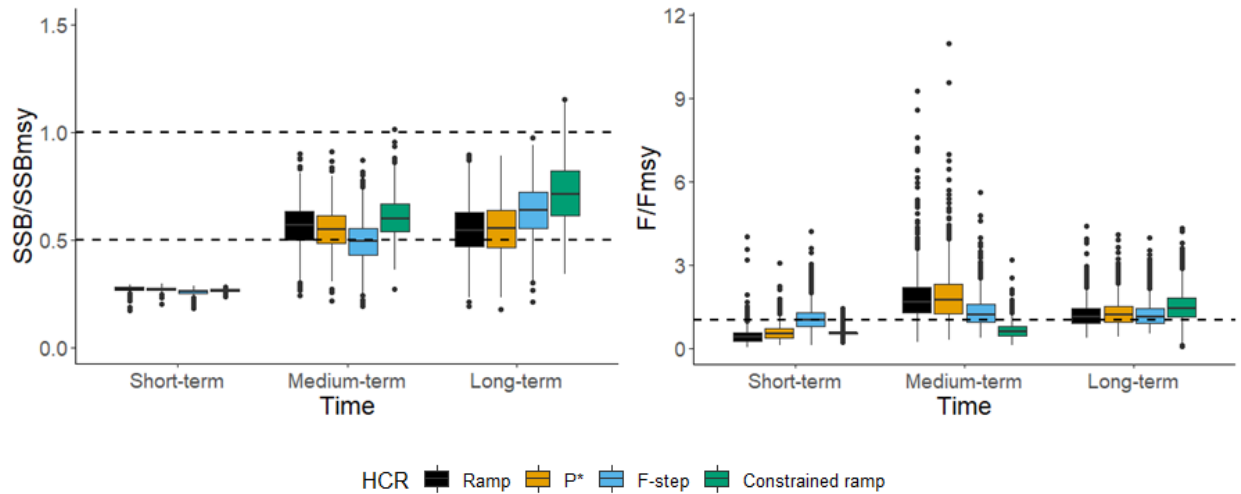 1.5
1.0
0.5
0.0
SSB/SSBmsy
Short-term Medium-term Long-term
Time
12
9
6
3
0
F/Fmsy
Short-term Medium-term Long-term
Time
HCR Ramp P* F-step Constrained ramp